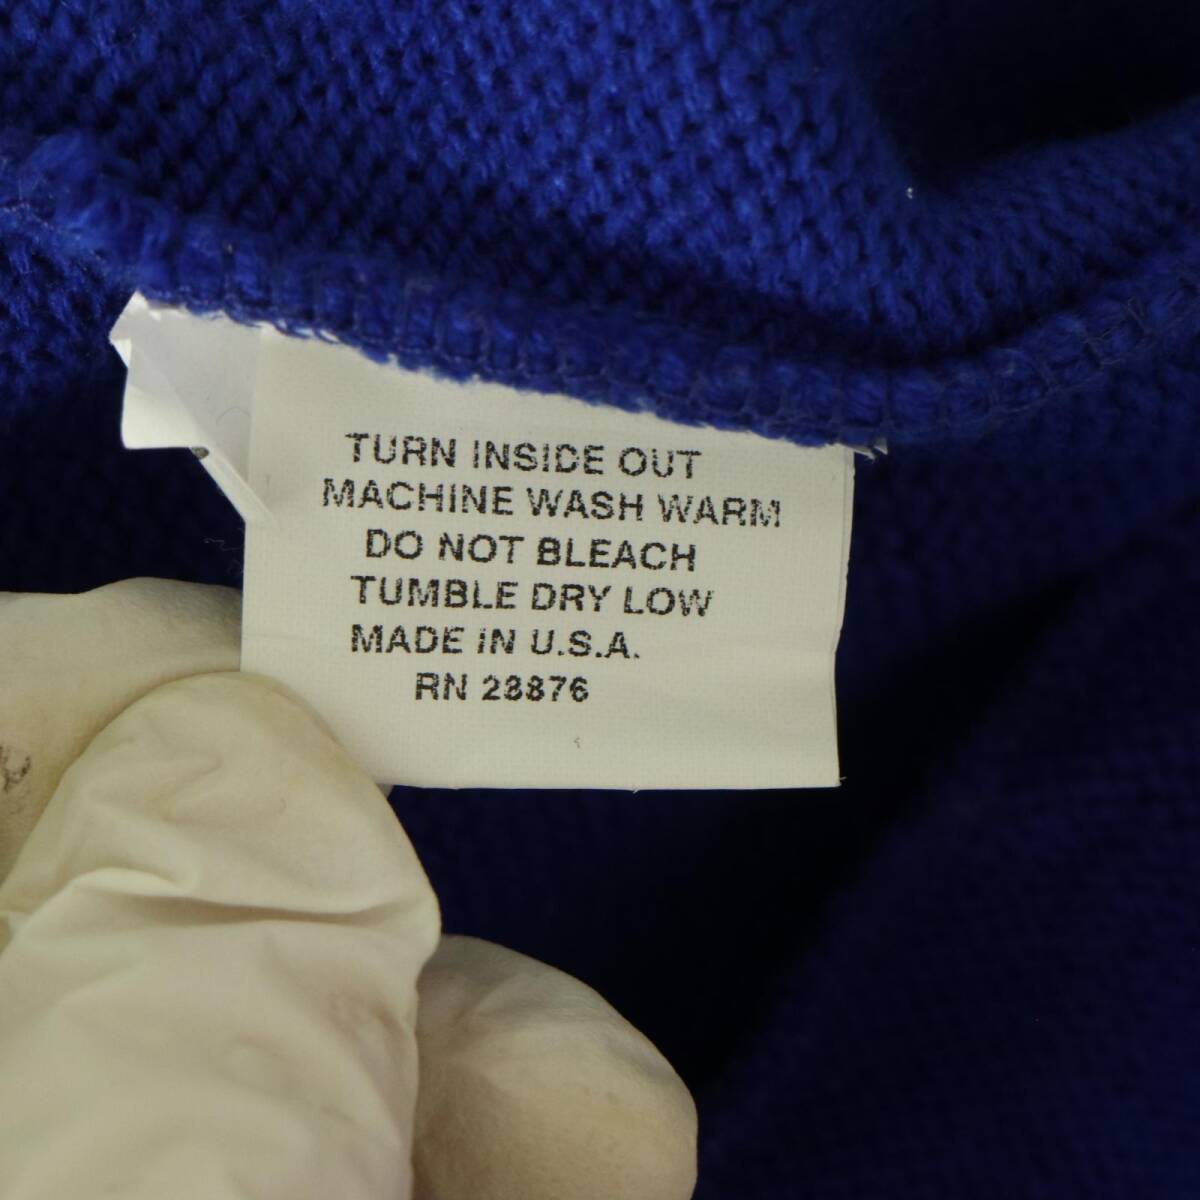 TURN INSIDE OUT
MACHINE WASH WARM
DO NOT BLEACH
TUMBLE DRY LOW
MADE IN U.S.A.
RN 28876